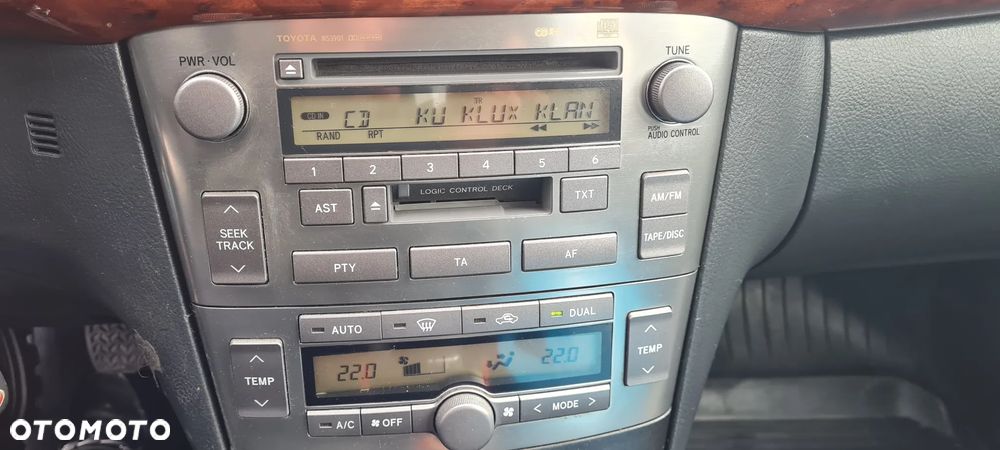 TOYOTA
PWR·VOL
TUNE
CD IN CD KU KLUX KLAN
TR
RAND RPT
PUSH
AUDIO CONTROL
1 2 3 4 5 6
LOGIC CONTROL DECK
AST
TXT
AM/FM
SEEK
TRACK
TAPE/DISC
PTY TA AF
AUTO DUAL
TEMP 22.0 22.0 TEMP
A/C OFF < MODE >
OTOMOTO